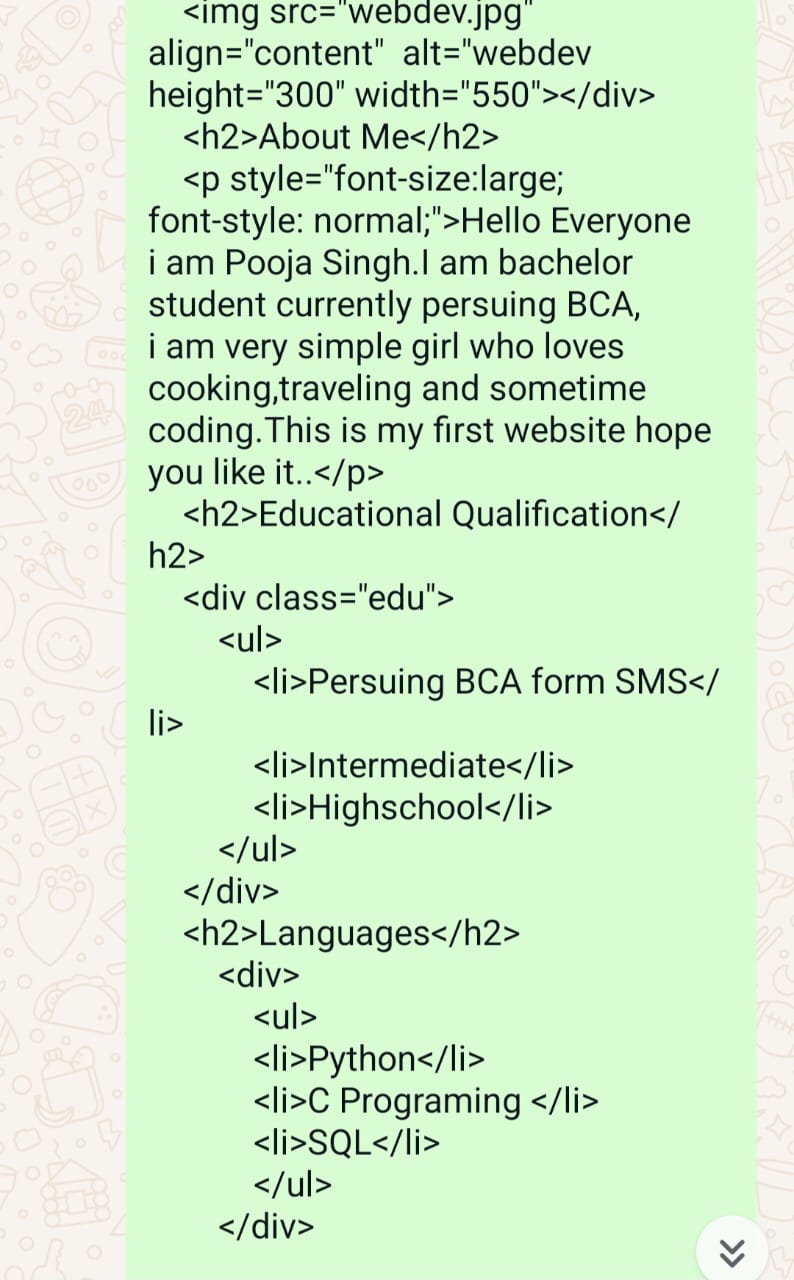 <img src="webdev.jpg"
align="content"  alt="webdev
height="300" width="550"></div>
<h2>About Me</h2>
<p style="font-size:large;
font-style: normal;">Hello Everyone
i am Pooja Singh.I am bachelor
student currently persuing BCA,
i am very simple girl who loves
cooking,traveling and sometime
coding.This is my first website hope
you like it..</p>
<h2>Educational Qualification</
h2>
<div class="edu">
<ul>
<li>Persuing BCA form SMS</
li>
<li>Intermediate</li>
<li>Highschool</li>
</ul>
</div>
<h2>Languages</h2>
<div>
<ul>
<li>Python</li>
<li>C Programing </li>
<li>SQL</li>
</ul>
</div>